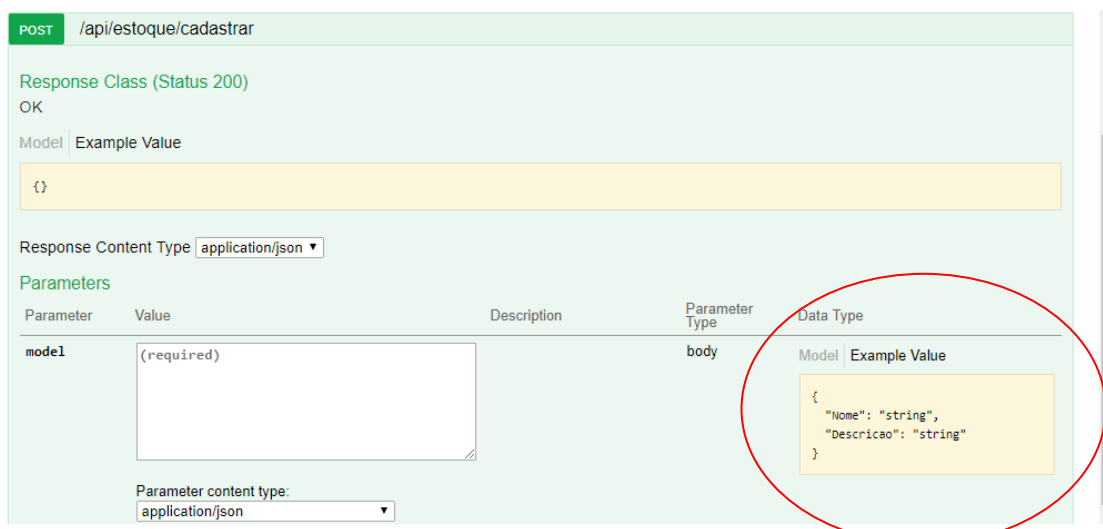 POST /api/estoque/cadastrar
Response Class (Status 200)
OK
Model Example Value
{}
Response Content Type application/json
Parameters
Parameter Value Description Parameter Type Data Type
model (required) body Model Example Value
{
"Nome": "string",
"Descricao": "string"
}
Parameter content type:
application/json